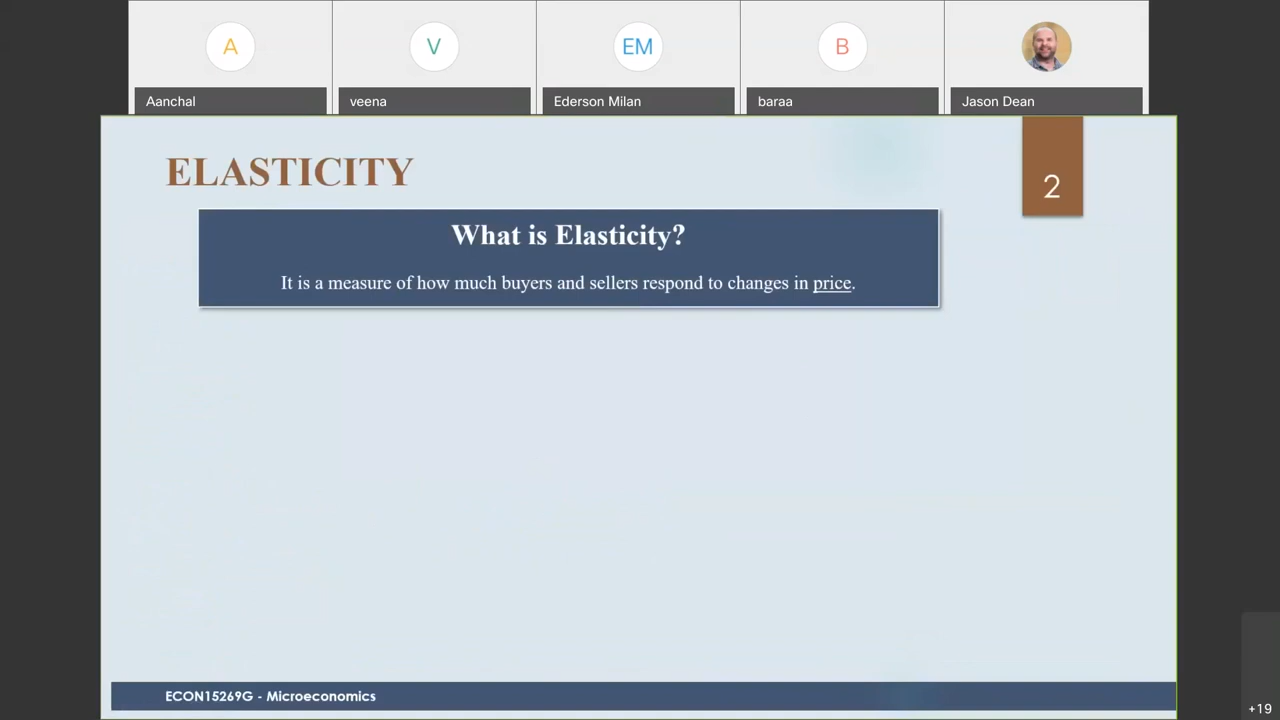 A
V
EM
B
Aanchal
veena
Ederson Milan
baraa
Jason Dean
ELASTICITY
2
What is Elasticity?
It is a measure of how much buyers and sellers respond to changes in price.
ECON15269G - Microeconomics
+19